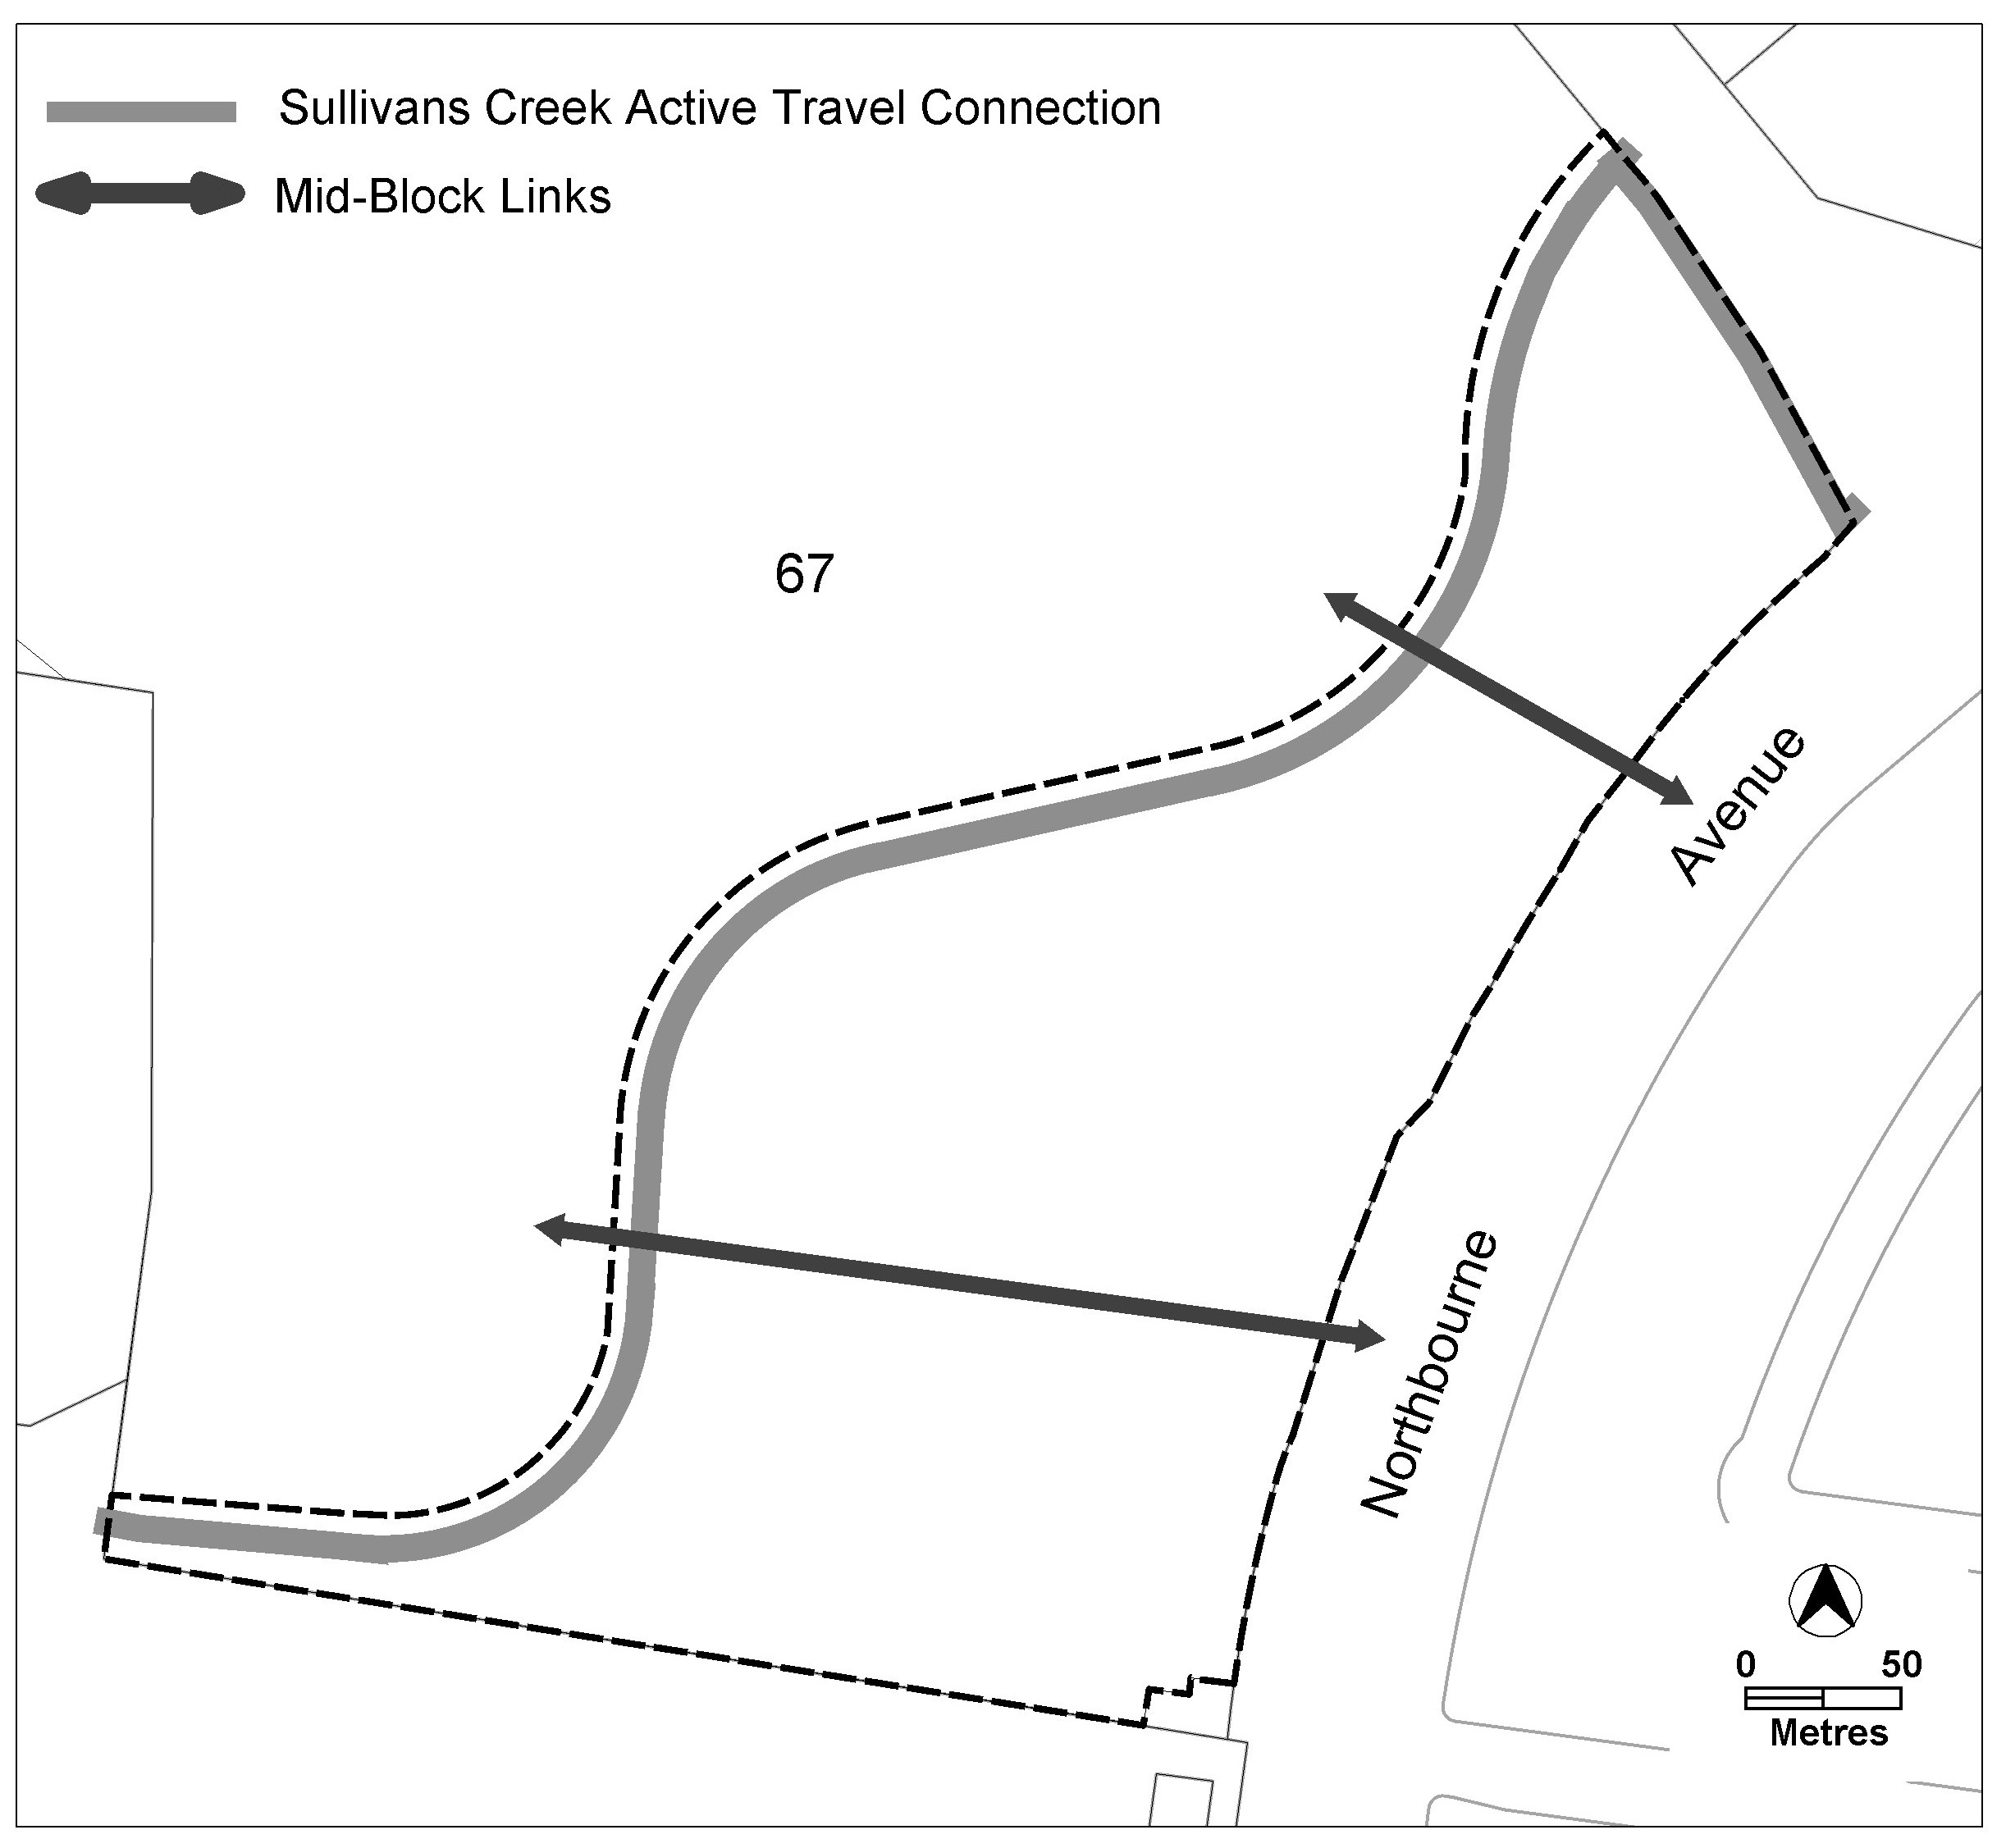 Sullivans Creek Active Travel Connection
Mid-Block Links
67
Northbourne
Avenue
0 50
Metres